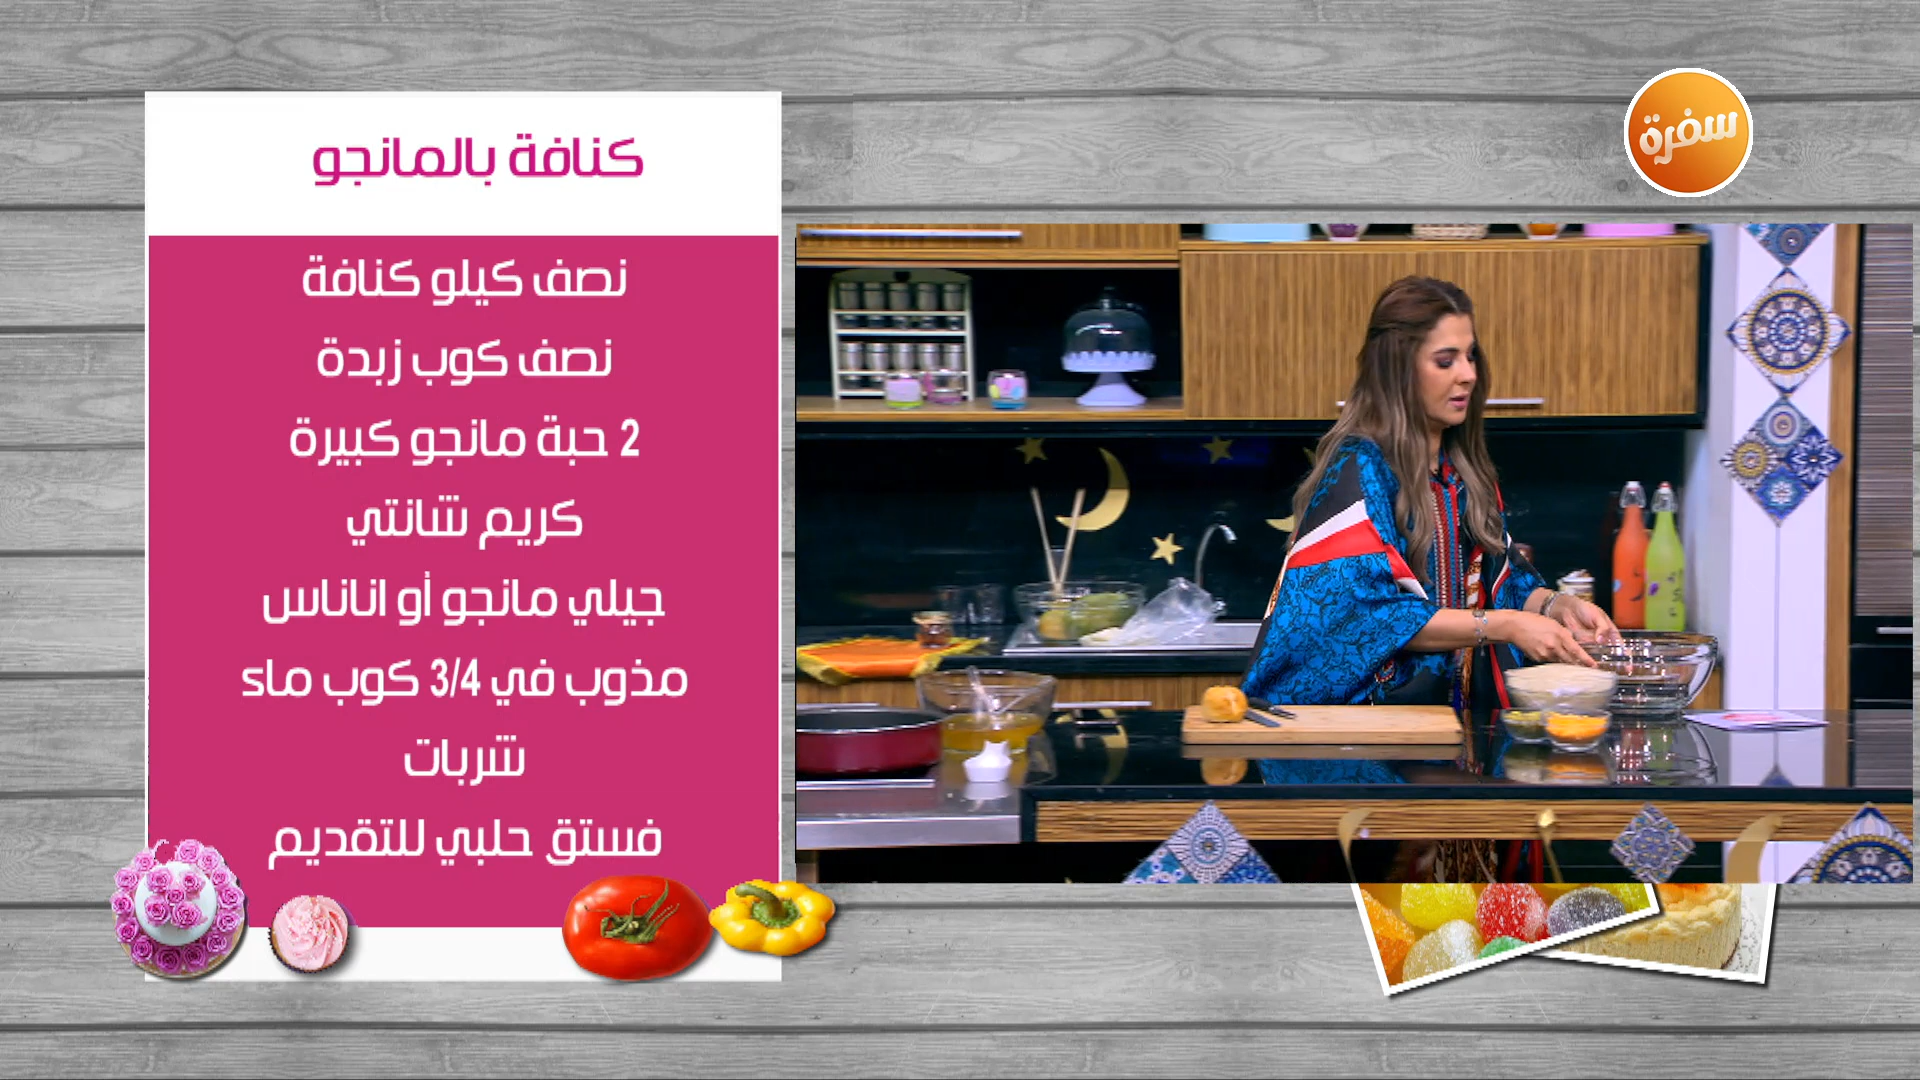 سفرة
كنافة بالمانجو
نصف كيلو كنافة
نصف كوب زبدة
2 حبة مانجو كبيرة
كريم شانتي
جيلي مانجو أو اناناس
مذوب في 3/4 كوب ماء
شربات
فستق حلبي للتقديم